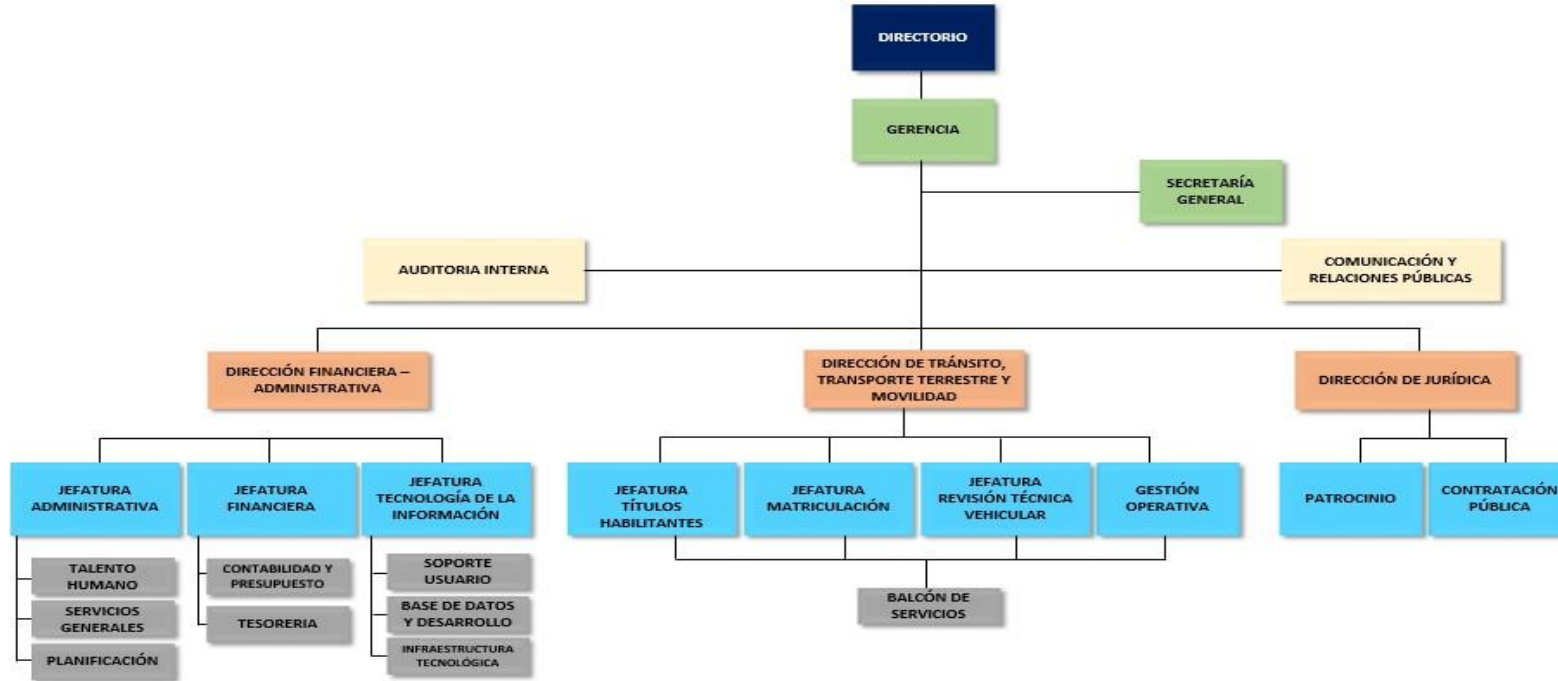 DIRECTORIO
GERENCIA
SECRETARÍA
GENERAL
AUDITORIA INTERNA
COMUNICACIÓN Y
RELACIONES PÚBLICAS
DIRECCIÓN FINANCIERA –
ADMINISTRATIVA
DIRECCIÓN DE TRÁNSITO,
TRANSPORTE TERRESTRE Y
MOVILIDAD
DIRECCIÓN DE JURÍDICA
JEFATURA
ADMINISTRATIVA
JEFATURA
FINANCIERA
JEFATURA
TECNOLOGÍA DE LA
INFORMACIÓN
JEFATURA
TÍTULOS
HABILITANTES
JEFATURA
MATRICULACIÓN
JEFATURA
REVISIÓN TÉCNICA
VEHICULAR
GESTIÓN
OPERATIVA
PATROCINIO
CONTRATACIÓN
PÚBLICA
TALENTO
HUMANO
SERVICIOS
GENERALES
PLANIFICACIÓN
CONTABILIDAD Y
PRESUPUESTO
TESORERIA
SOPORTE
USUARIO
BASE DE DATOS
Y DESARROLLO
INFRAESTRUCTURA
TECNOLÓGICA
BALCÓN DE
SERVICIOS